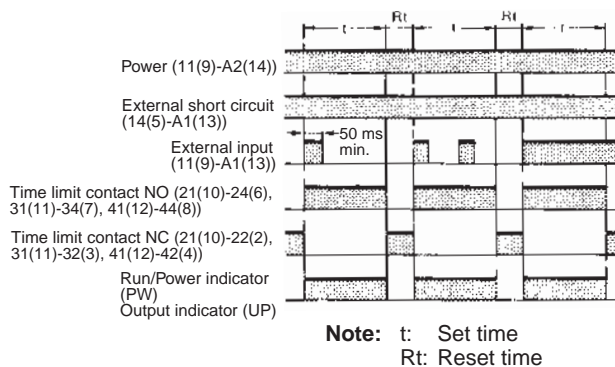 t Rt t Rt t
Power (11(9)-A2(14))
External short circuit
(14(5)-A1(13))
50 ms
min.
External input
(11(9)-A1(13))
Time limit contact NO (21(10)-24(6),
31(11)-34(7), 41(12)-44(8))
Time limit contact NC (21(10)-22(2),
31(11)-32(3), 41(12)-42(4))
Run/Power indicator
(PW)
Output indicator (UP)
Note: t: Set time
Rt: Reset time